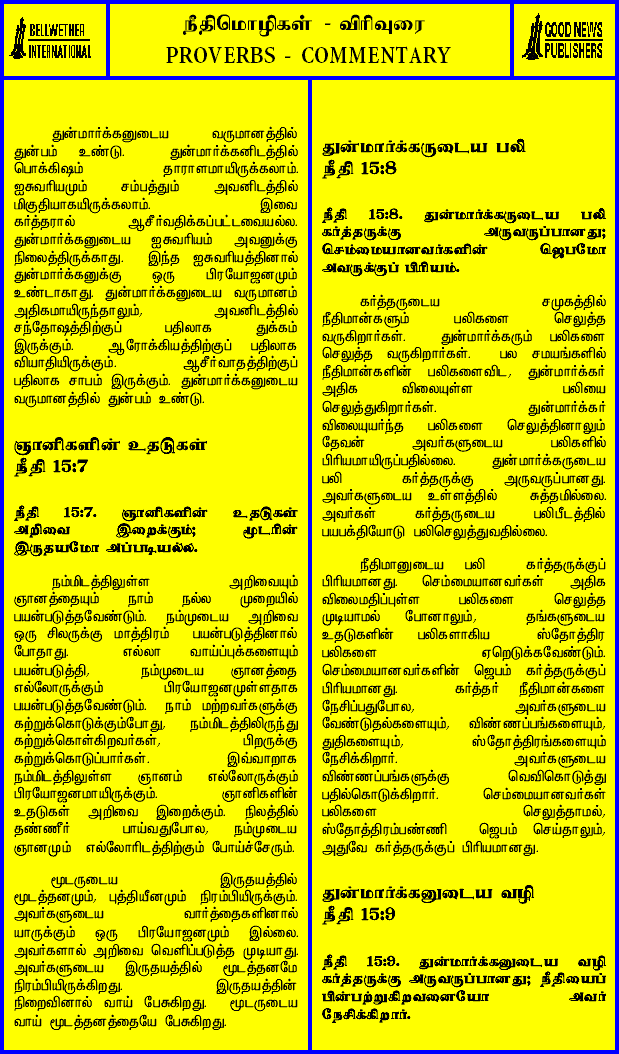 BELLWETHER
INTERNATIONAL
நீதிமொழிகள் - விரிவுரை
PROVERBS - COMMENTARY
GOOD NEWS
PUBLISHERS
துன்மார்க்கனுடைய வருமானத்தில்
துன்பம் உண்டு. துன்மார்க்கனிடத்தில்
பொக்கிஷம் தாராளமாயிருக்கலாம்.
ஐசுவரியமும் சம்பத்தும் அவனிடத்தில்
மிகுதியாகயிருக்கலாம். இவை
கர்த்தரால் ஆசீர்வதிக்கப்பட்டவையல்ல.
துன்மார்க்கனுடைய ஐசுவரியம் அவனுக்கு
நிலைத்திருக்காது. இந்த ஐசுவரியத்தினால்
துன்மார்க்கனுக்கு ஒரு பிரயோஜனமும்
உண்டாகாது. துன்மார்க்கனுடைய வருமானம்
அதிகமாயிருந்தாலும், அவனிடத்தில்
சந்தோஷத்திற்குப் பதிலாக துக்கம்
இருக்கும். ஆரோக்கியத்திற்குப் பதிலாக
வியாதியிருக்கும். ஆசீர்வாதத்திற்குப்
பதிலாக சாபம் இருக்கும். துன்மார்க்கனுடைய
வருமானத்தில் துன்பம் உண்டு.
ஞானிகளின் உதடுகள்
நீதி 15:7
நீதி 15:7. ஞானிகளின் உதடுகள்
அறிவை இறைக்கும்; மூடரின்
இருதயமோ அப்படியல்ல.
நம்மிடத்திலுள்ள அறிவையும்
ஞானத்தையும் நாம் நல்ல முறையில்
பயன்படுத்தவேண்டும். நம்முடைய அறிவை
ஒரு சிலருக்கு மாத்திரம் பயன்படுத்தினால்
போதாது. எல்லா வாய்ப்புக்களையும்
பயன்படுத்தி, நம்முடைய ஞானத்தை
எல்லோருக்கும் பிரயோஜனமுள்ளதாக
பயன்படுத்தவேண்டும். நாம் மற்றவர்களுக்கு
கற்றுக்கொடுக்கும்போது, நம்மிடத்திலிருந்து
கற்றுக்கொள்கிறவர்கள், பிறருக்கு
கற்றுக்கொடுப்பார்கள். இவ்வாறாக
நம்மிடத்திலுள்ள ஞானம் எல்லோருக்கும்
பிரயோஜனமாயிருக்கும். ஞானிகளின்
உதடுகள் அறிவை இறைக்கும். நிலத்தில்
தண்ணீர் பாய்வதுபோல, நம்முடைய
ஞானமும் எல்லோரிடத்திற்கும் போய்ச்சேரும்.
மூடருடைய இருதயத்தில்
மூடத்தனமும், புத்தியீனமும் நிரம்பியிருக்கும்.
அவர்களுடைய வார்த்தைகளினால்
யாருக்கும் ஒரு பிரயோஜனமும் இல்லை.
அவர்களால் அறிவை வெளிப்படுத்த முடியாது.
அவர்களுடைய இருதயத்தில் மூடத்தனமே
நிரம்பியிருக்கிறது. இருதயத்தின்
நிறைவினால் வாய் பேசுகிறது. மூடருடைய
வாய் மூடத்தனத்தையே பேசுகிறது.
துன்மார்க்கருடைய பலி
நீதி 15:8
நீதி 15:8. துன்மார்க்கருடைய பலி
கர்த்தருக்கு அருவருப்பானது;
செம்மையானவர்களின் ஜெபமோ
அவருக்குப் பிரியம்.
கர்த்தருடைய சமுகத்தில்
நீதிமான்களும் பலிகளை செலுத்த
வருகிறார்கள். துன்மார்க்கரும் பலிகளை
செலுத்த வருகிறார்கள். பல சமயங்களில்
நீதிமான்களின் பலிகளைவிட, துன்மார்க்கர்
அதிக விலையுள்ள பலியை
செலுத்துகிறார்கள். துன்மார்க்கர்
விலையுயர்ந்த பலிகளை செலுத்தினாலும்
தேவன் அவர்களுடைய பலிகளில்
பிரியமாயிருப்பதில்லை. துன்மார்க்கருடைய
பலி கர்த்தருக்கு அருவருப்பானது.
அவர்களுடைய உள்ளத்தில் சுத்தமில்லை.
அவர்கள் கர்த்தருடைய பலிபீடத்தில்
பயபக்தியோடு பலிசெலுத்துவதில்லை.
நீதிமானுடைய பலி கர்த்தருக்குப்
பிரியமானது. செம்மையானவர்கள் அதிக
விலைமதிப்புள்ள பலிகளை செலுத்த
முடியாமல் போனாலும், தங்களுடைய
உதடுகளின் பலிகளாகிய ஸ்தோத்திர
பலிகளை ஏறெடுக்கவேண்டும்.
செம்மையானவர்களின் ஜெபம் கர்த்தருக்குப்
பிரியமானது. கர்த்தர் நீதிமான்களை
நேசிப்பதுபோல, அவர்களுடைய
வேண்டுதல்களையும், விண்ணப்பங்களையும்,
துதிகளையும், ஸ்தோத்திரங்களையும்
நேசிக்கிறார். அவர்களுடைய
விண்ணப்பங்களுக்கு வெவிகொடுத்து
பதில்கொடுக்கிறார். செம்மையானவர்கள்
பலிகளை செலுத்தாமல்,
ஸ்தோத்திரம்பண்ணி ஜெபம் செய்தாலும்,
அதுவே கர்த்தருக்குப் பிரியமானது.
துன்மார்க்கனுடைய வழி
நீதி 15:9
நீதி 15:9. துன்மார்க்கனுடைய வழி
கர்த்தருக்கு அருவருப்பானது; நீதியைப்
பின்பற்றுகிறவனையோ அவர்
நேசிக்கிறார்.